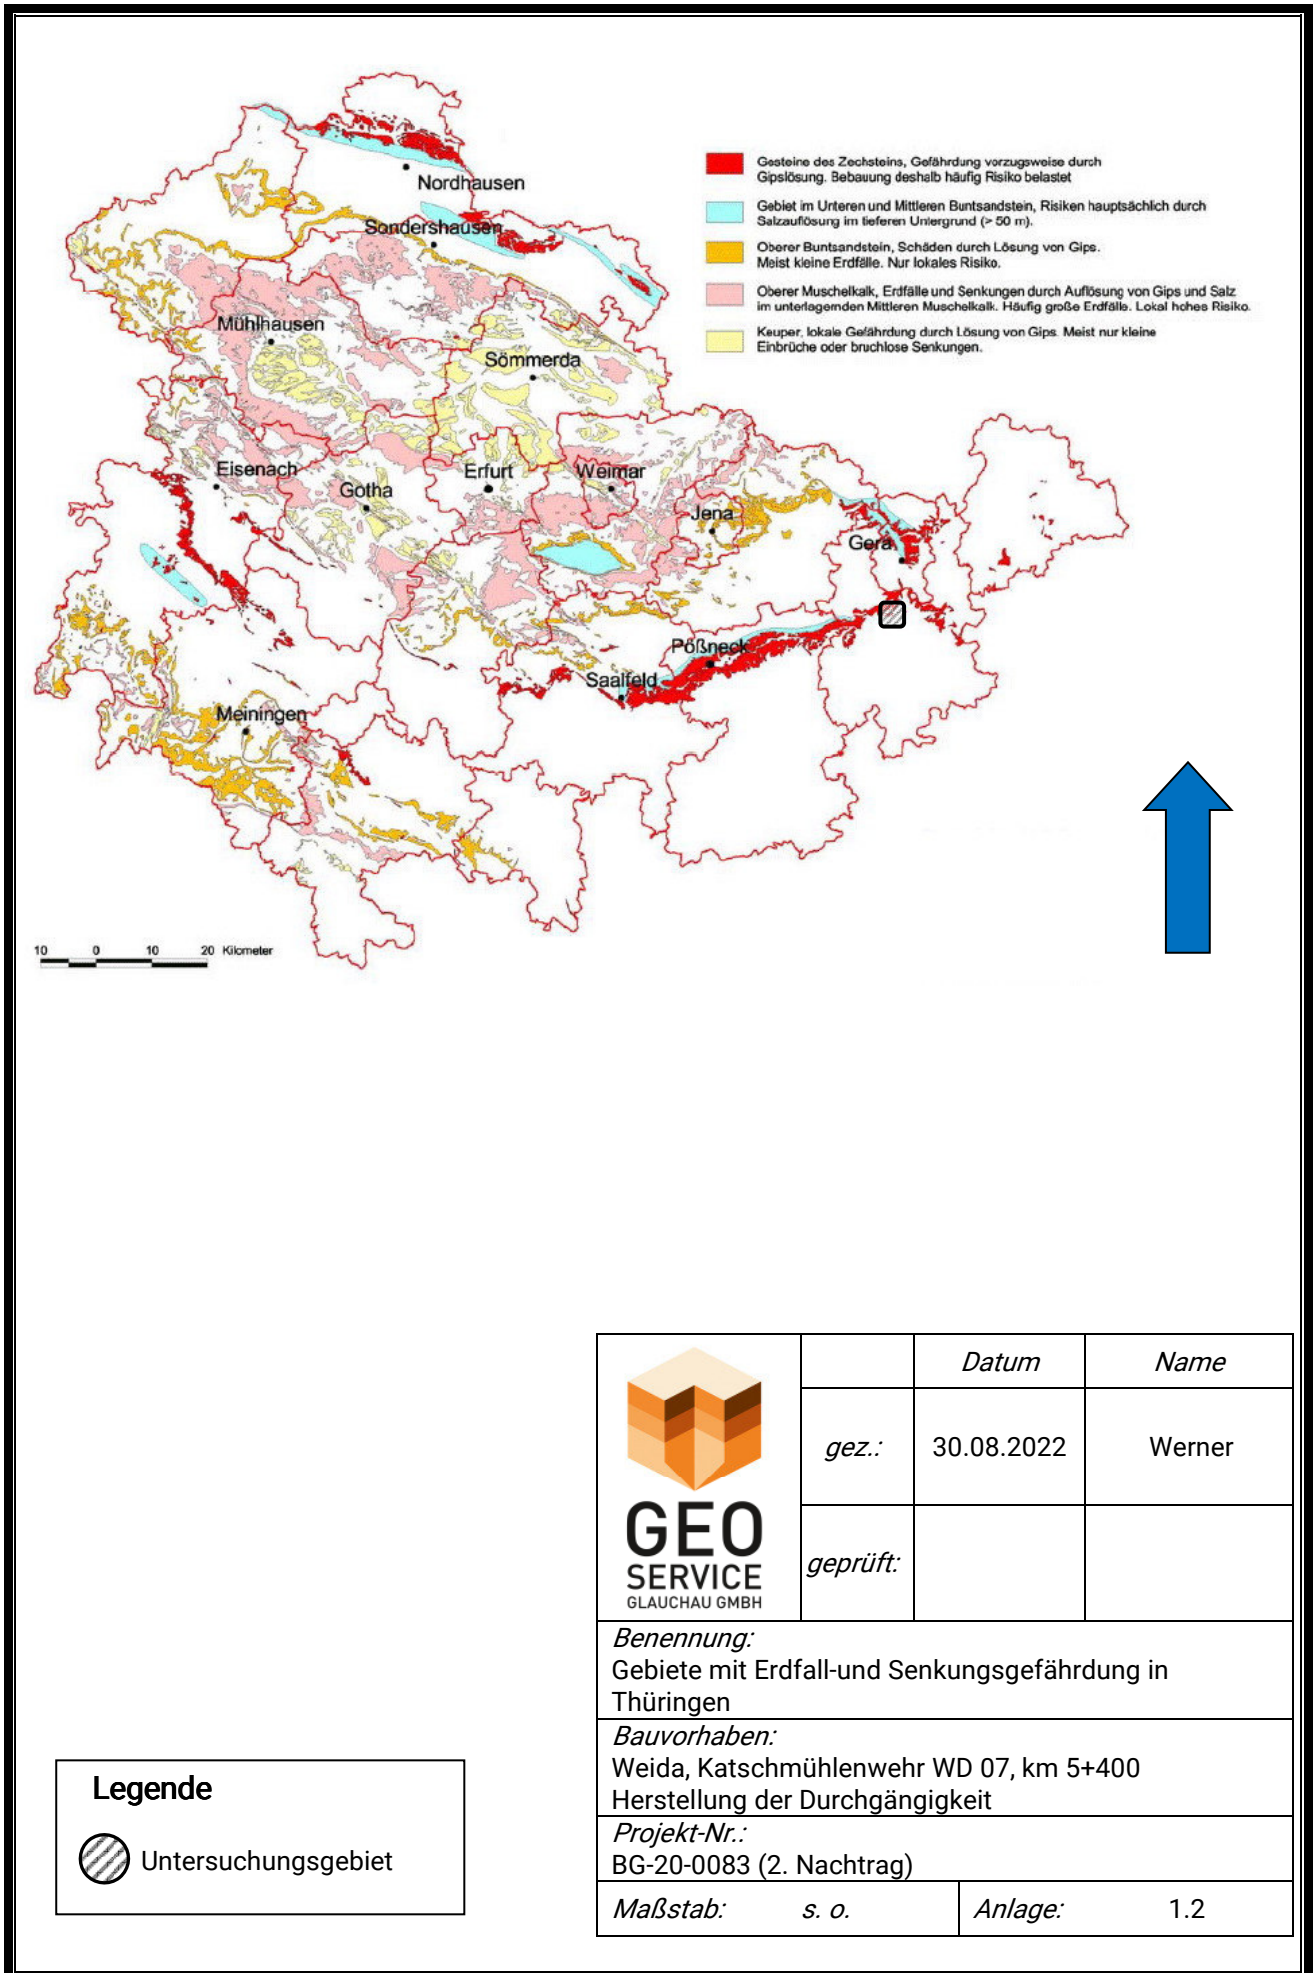 Gesteine des Zechsteins, Gefährdung vorzugsweise durch
Gipslösung. Bebauung deshalb häufig Risiko belastet
Gebiet im Unteren und Mittleren Buntsandstein, Risiken hauptsächlich durch
Salzauflösung im tieferen Untergrund (> 50 m).
Oberer Buntsandstein, Schäden durch Lösung von Gips.
Meist kleine Erdfälle. Nur lokales Risiko.
Oberer Muschelkalk, Erdfälle und Senkungen durch Auflösung von Gips und Salz
im unterlagernden Mittleren Muschelkalk. Häufig große Erdfälle. Lokal hohes Risiko.
Keuper, lokale Gefährdung durch Lösung von Gips. Meist nur kleine
Einbrüche oder bruchlose Senkungen.
Nordhausen
Sondershausen
Mühlhausen
Sömmerda
Eisenach
Gotha
Erfurt
Weimar
Jena
Gera
Pößneck
Saalfeld
Meiningen
10 0 10 20 Kilometer
GEO
SERVICE
GLAUCHAU GMBH
Datum Name
gez.: 30.08.2022 Werner
geprüft:
Benennung:
Gebiete mit Erdfall-und Senkungsgefährdung in
Thüringen
Bauvorhaben:
Weida, Katschmühlenwehr WD 07, km 5+400
Herstellung der Durchgängigkeit
Projekt-Nr.:
BG-20-0083 (2. Nachtrag)
Maßstab: s. o. Anlage: 1.2
Legende
Untersuchungsgebiet